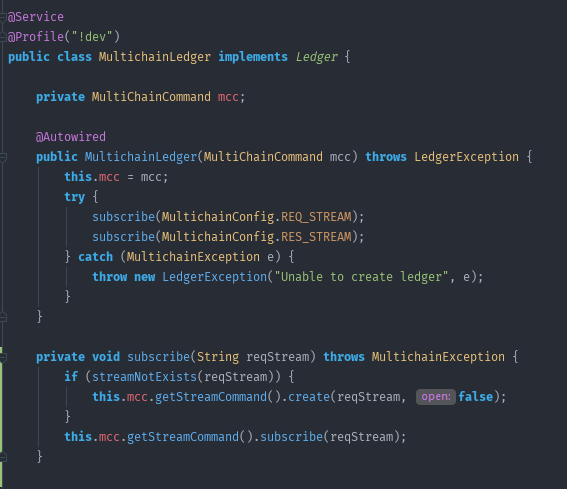 @Service
@Profile("!dev")
public class MultichainLedger implements Ledger {
private MultiChainCommand mcc;
@Autowired
public MultichainLedger(MultiChainCommand mcc) throws LedgerException {
this.mcc = mcc;
try {
subscribe(MultichainConfig.REQ_STREAM);
subscribe(MultichainConfig.RES_STREAM);
} catch (MultichainException e) {
throw new LedgerException("Unable to create ledger", e);
}
}
private void subscribe(String reqStream) throws MultichainException {
if (streamNotExists(reqStream)) {
this.mcc.getStreamCommand().create(reqStream, open: false);
}
this.mcc.getStreamCommand().subscribe(reqStream);
}